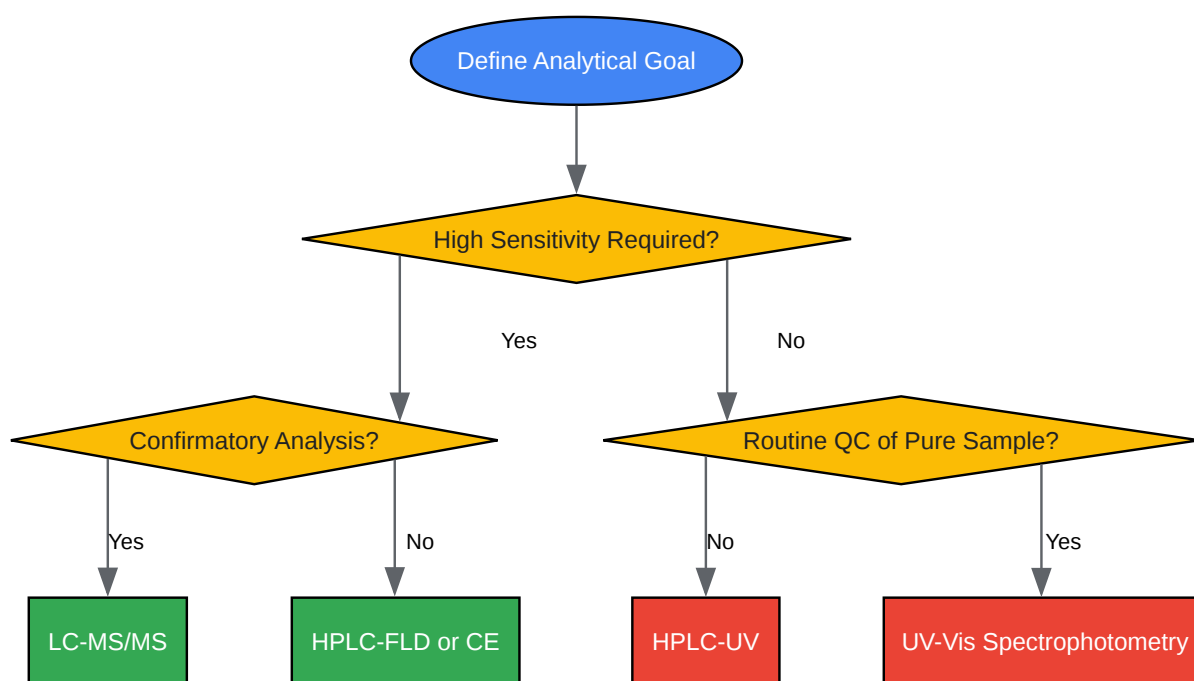 Define Analytical Goal
High Sensitivity Required?
Yes
No
Confirmatory Analysis?
Routine QC of Pure Sample?
Yes
No
No
Yes
LC-MS/MS
HPLC-FLD or CE
HPLC-UV
UV-Vis Spectrophotometry